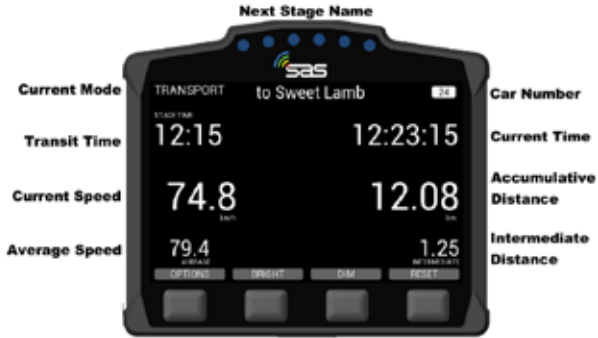 Next Stage Name
sas
Current Mode
TRANSPORT
to Sweet Lamb
24
Car Number
STAGE TIME
Transit Time
12:15
12:23:15
Current Time
Current Speed
74.8
km/h
12.08
km
Accumulative
Distance
Average Speed
79.4
AVERAGE
1.25
INTERMEDIATE
Intermediate
Distance
OPTIONS
BRIGHT
DIM
RESET